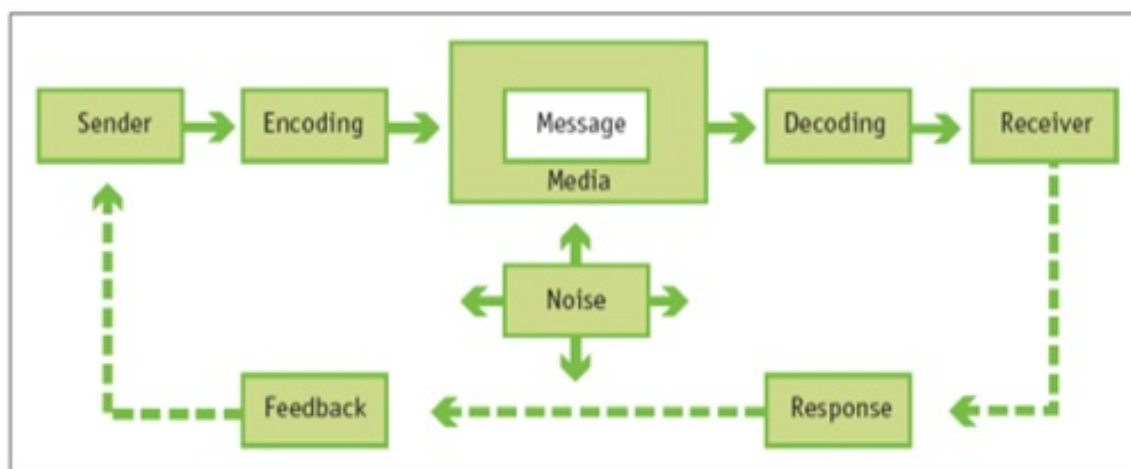 Sender
Encoding
Message
Media
Decoding
Receiver
Noise
Feedback
Response